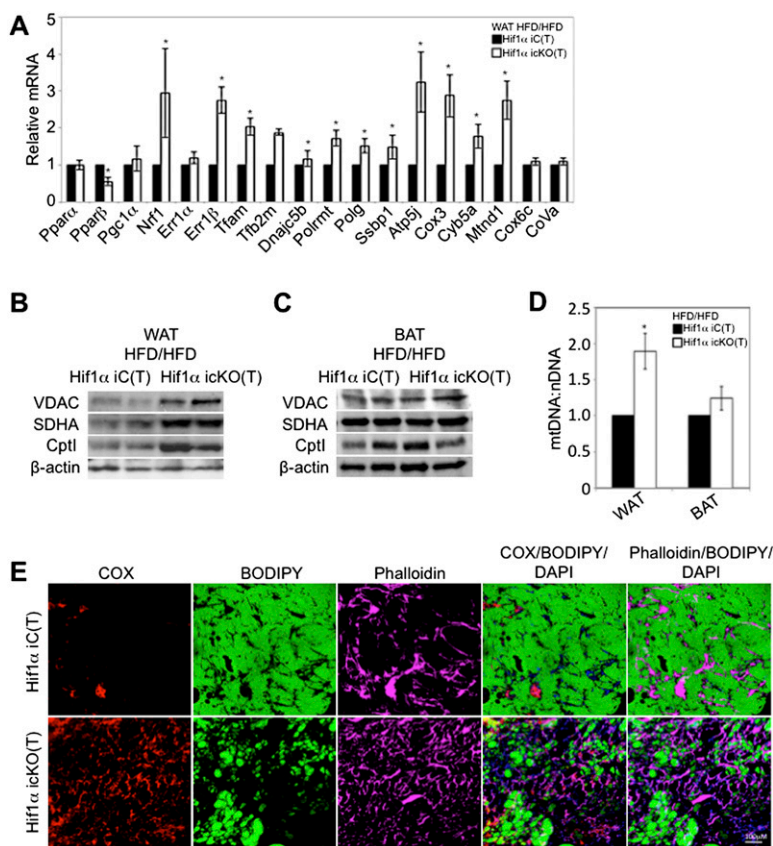 A
5
4
3
2
1
0
Relative mRNA
WAT HFD/HFD
Hif1α iC(T)
Hif1α icKO(T)
* * * * * * * * * * * * *
Pparα Pparβ Pgc1α Nrf1 Err1α Err1β Tfam Tfb2m Dnajc5b Polrmt Polg Ssbp1 Atp5j Cox3 Cyb5a Mtnd1 Cox6c CoVa
B
WAT
HFD/HFD
Hif1α iC(T) Hif1α icKO(T)
VDAC
SDHA
CptI
β-actin
C
BAT
HFD/HFD
Hif1α iC(T) Hif1α icKO(T)
VDAC
SDHA
CptI
β-actin
D
2.5
2.0
1.5
1.0
0.5
0
mtDNA:nDNA
HFD/HFD
Hif1α iC(T)
Hif1α icKO(T)
*
WAT BAT
E
COX BODIPY Phalloidin COX/BODIPY/ Phalloidin/BODIPY/
DAPI DAPI
Hif1α iC(T)
Hif1α icKO(T)
100μM